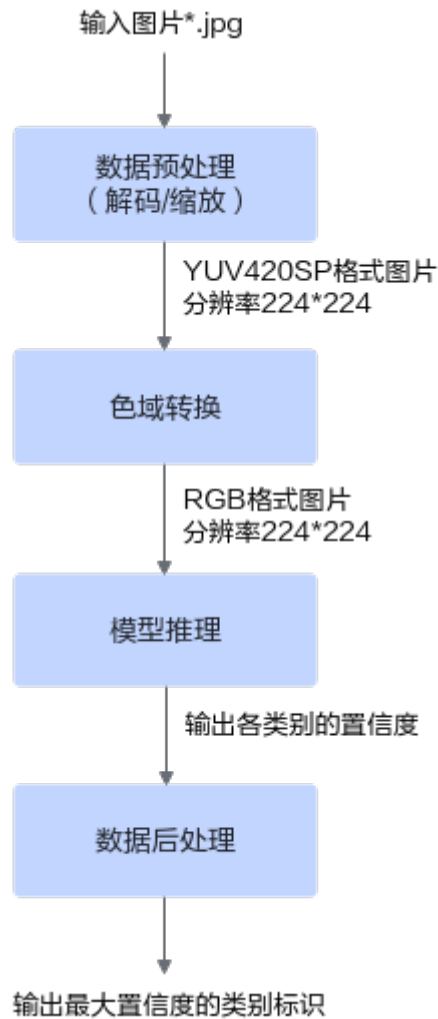 输入图片*.jpg
数据预处理
（解码/缩放）
YUV420SP格式图片
分辨率224*224
色域转换
RGB格式图片
分辨率224*224
模型推理
输出各类别的置信度
数据后处理
输出最大置信度的类别标识